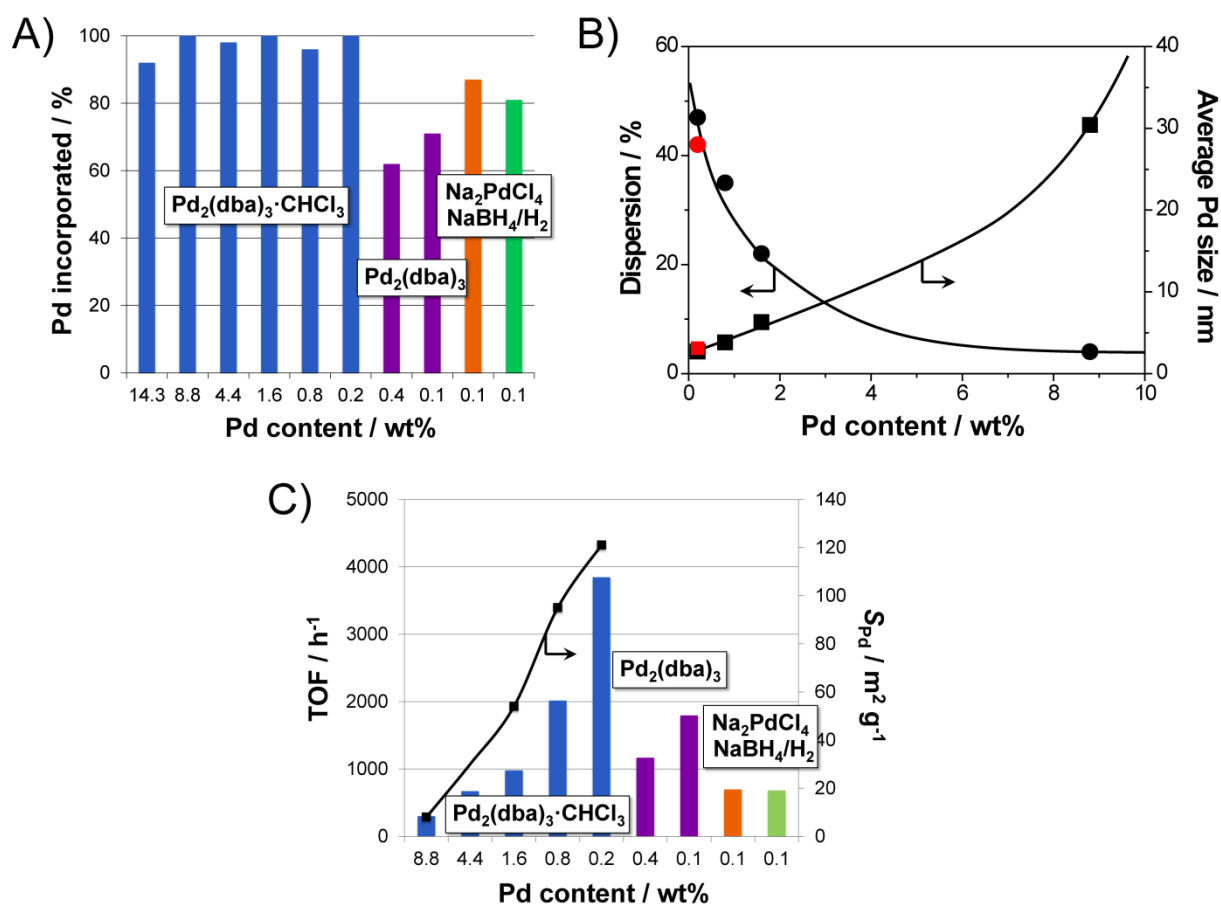 A)
Pd incorporated / %
100
80
60
40
20
0
Pd₂(dba)₃·CHCl₃
Pd₂(dba)₃
Na₂PdCl₄
NaBH₄/H₂
14.3 8.8 4.4 1.6 0.8 0.2 0.4 0.1 0.1 0.1
Pd content / wt%
B)
Dispersion / %
60
40
20
0
Average Pd size / nm
40
30
20
10
0
0 2 4 6 8 10
Pd content / wt%
C)
TOF / h⁻¹
5000
4000
3000
2000
1000
0
S_Pd / m² g⁻¹
140
120
100
80
60
40
20
0
Pd₂(dba)₃
Na₂PdCl₄
NaBH₄/H₂
Pd₂(dba)₃·CHCl₃
8.8 4.4 1.6 0.8 0.2 0.4 0.1 0.1 0.1
Pd content / wt%